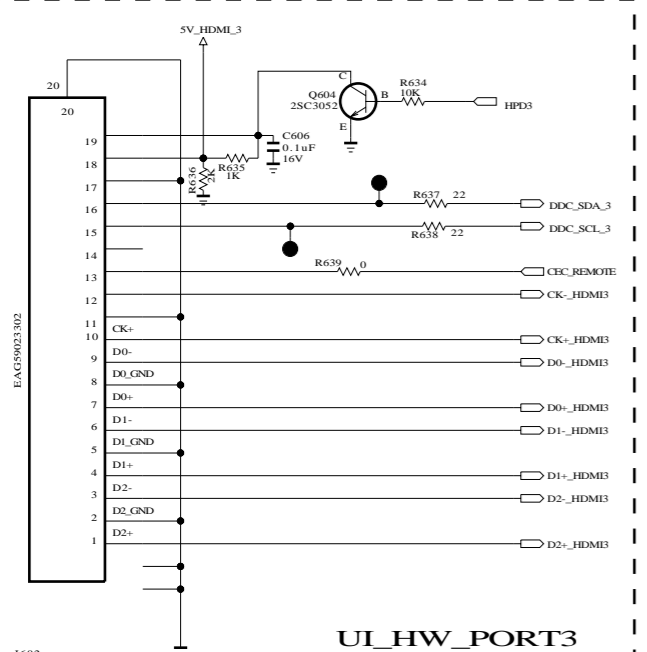 5V_HDMI_3
20
20
C
Q604
2SC3052
B
E
R634
10K
HPD3
19
C606
0.1uF
16V
18
R636
2K
R635
1K
17
16
R637 22
DDC_SDA_3
15
R638 22
DDC_SCL_3
14
13
R639 0
CEC_REMOTE
12
CK-_HDMI3
11
10
CK+
CK+_HDMI3
9
D0-
D0-_HDMI3
8
D0_GND
7
D0+
D0+_HDMI3
6
D1-
D1-_HDMI3
5
D1_GND
4
D1+
D1+_HDMI3
3
D2-
D2-_HDMI3
2
D2_GND
1
D2+
D2+_HDMI3
EAG59023302
UI_HW_PORT3